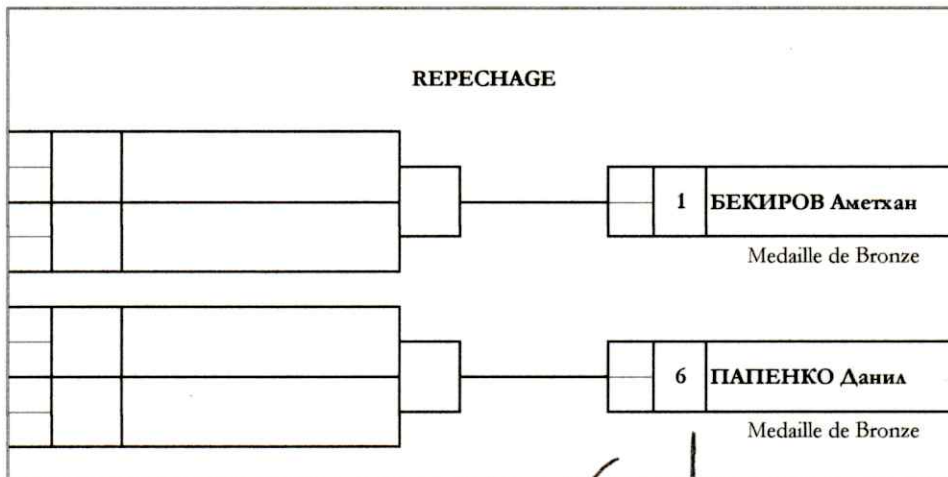 REPECHAGE
1 БЕКИРОВ Аметхан
Medaille de Bronze
6 ПАПЕНКО Данил
Medaille de Bronze